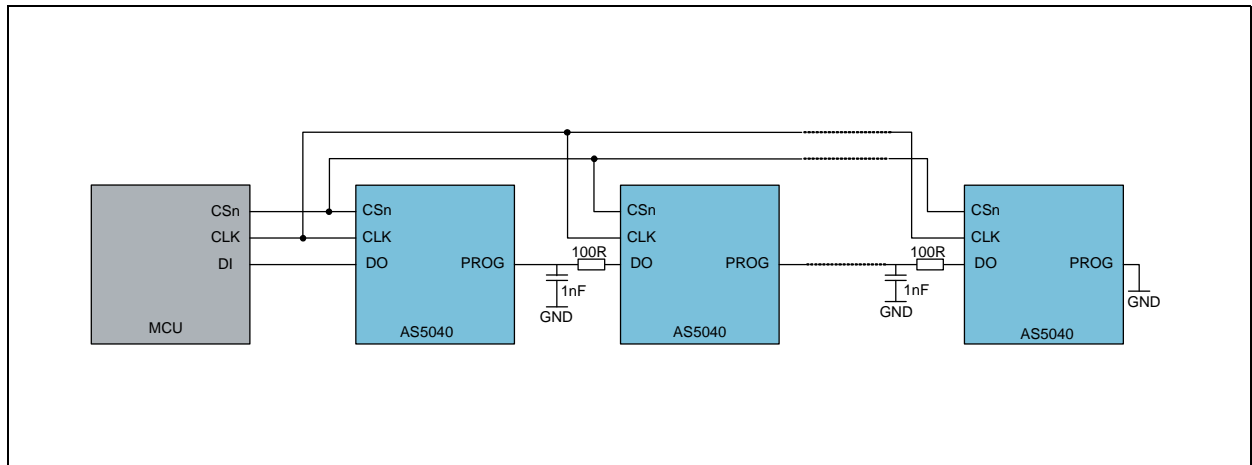 CSn
CLK
DI
MCU
CSn
CLK
DO
PROG
AS5040
100R
1nF
GND
CSn
CLK
DO
PROG
AS5040
100R
1nF
GND
CSn
CLK
DO
PROG
AS5040
GND